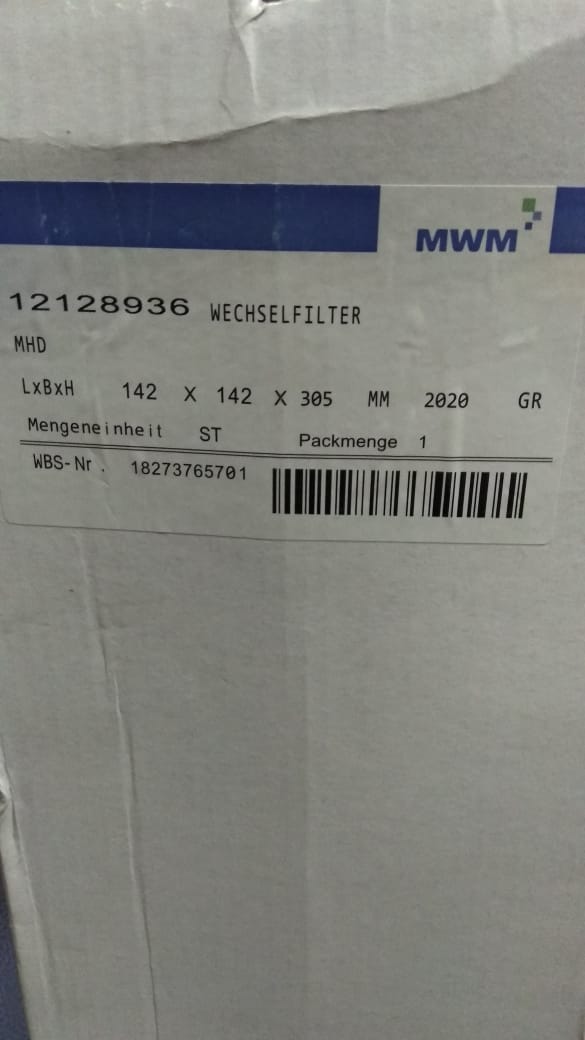 MWM
12128936 WECHSELFILTER
MHD
LxBxH 142 X 142 X 305 MM 2020 GR
Mengeneinheit ST Packmenge 1
WBS-Nr. 18273765701